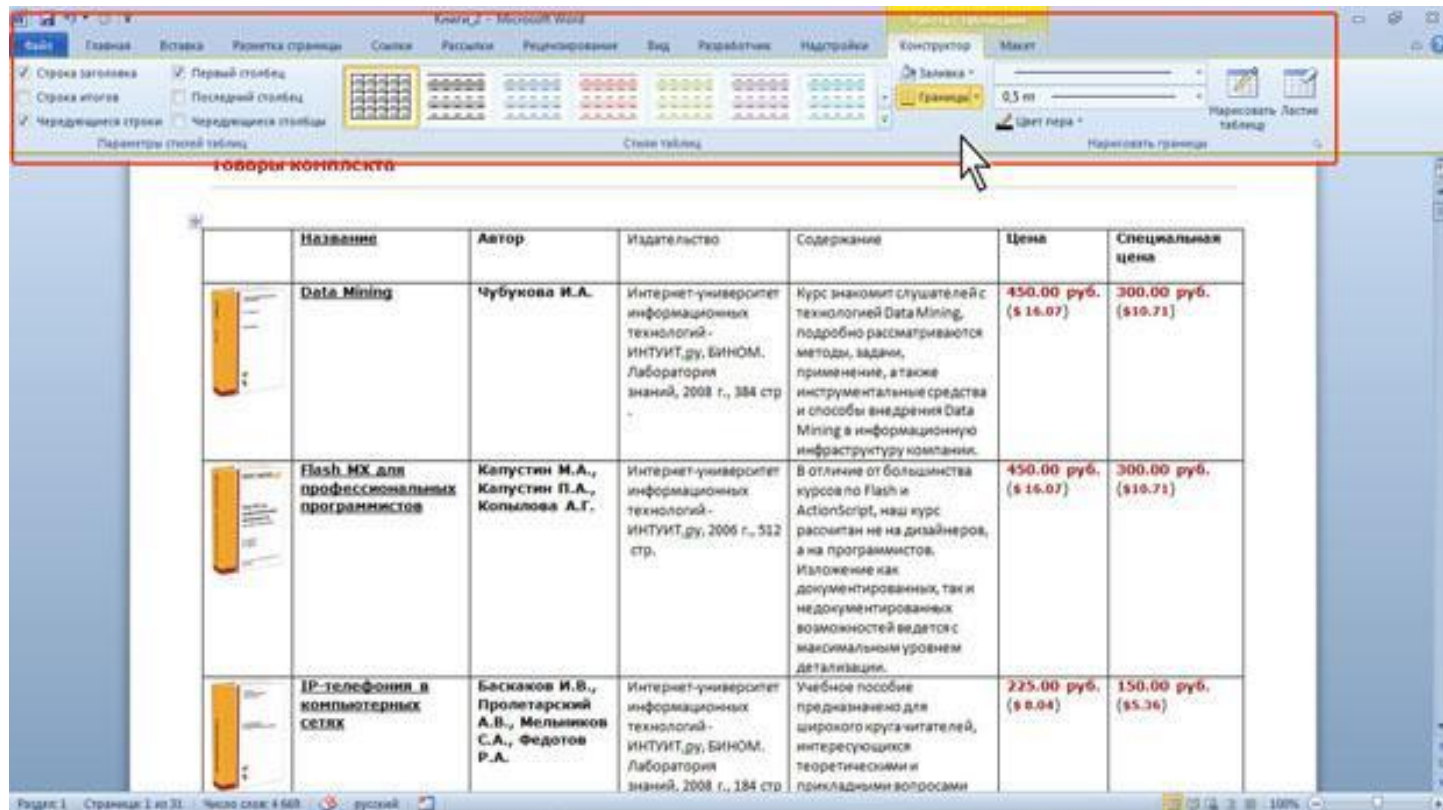 Книги_2 - Microsoft Word
Файл Главная Вставка Разметка страницы Ссылки Рассылки Рецензирование Вид Разработчик Надстройки Конструктор Макет
Строка заголовка Первый столбец
Строка итогов Последний столбец
Чередующиеся строки Чередующиеся столбцы
Параметры стилей таблиц
Стили таблиц
Заливка
Границы
0,5 пт
Цвет пера
Нарисовать таблицу
Ластик
Нарисовать границы
Товары комплекта
Название Автор Издательство Содержание Цена Специальная
цена
Data Mining
Чубукова И.А.
Интернет-университет
информационных
технологий -
ИНТУИТ.ру, БИНОМ.
Лаборатория
знаний, 2008 г., 384 стр
.
Курс знакомит слушателей с
технологией Data Mining,
подробно рассматриваются
методы, задачи,
применение, а также
инструментальные средства
и способы внедрения Data
Mining в информационную
инфраструктуру компании.
450.00 руб.
($ 16.07)
300.00 руб.
($10.71)
Flash MX для
профессиональных
программистов
Капустин М.А.,
Капустин П.А.,
Копылова А.Г.
Интернет-университет
информационных
технологий -
ИНТУИТ.ру, 2006 г., 512
стр.
В отличие от большинства
курсов по Flash и
ActionScript, наш курс
рассчитан не на дизайнеров,
а на программистов.
Изложение как
документированных, так и
недокументированных
возможностей ведется с
максимальным уровнем
детализации.
450.00 руб.
($ 16.07)
300.00 руб.
($10.71)
IP-телефония в
компьютерных
сетях
Баскаков И.В.,
Пролетарский
А.В., Мельников
С.А., Федотов
Р.А.
Интернет-университет
информационных
технологий -
ИНТУИТ.ру, БИНОМ.
Лаборатория
знаний, 2008 г., 184 стр
Учебное пособие
предназначено для
широкого круга читателей,
интересующихся
теоретическими и
прикладными вопросами
225.00 руб.
($ 8.04)
150.00 руб.
($5.36)
Раздел: 1 Страница: 1 из 31 Число слов: 4 668 русский 100%